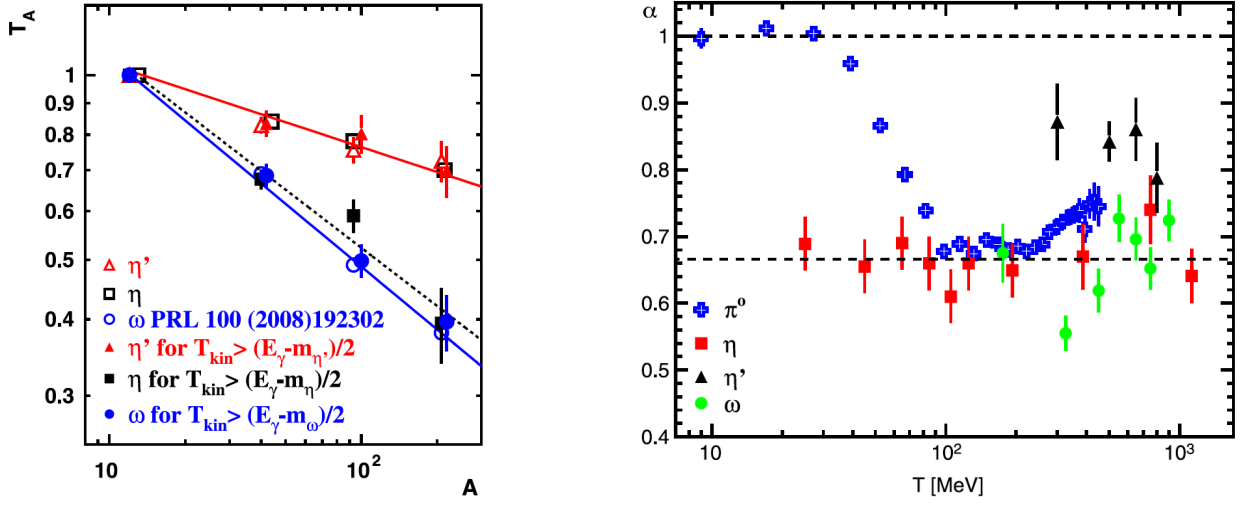 T_A
1
0.9
0.8
0.7
0.6
0.5
0.4
0.3
η'
η
ω PRL 100 (2008)192302
η' for T_kin> (E_γ-m_η')/2
η for T_kin> (E_γ-m_η)/2
ω for T_kin> (E_γ-m_ω)/2
10
10²
A
α
1
0.9
0.8
0.7
0.6
0.5
0.4
π⁰
η
η'
ω
10
10²
10³
T [MeV]